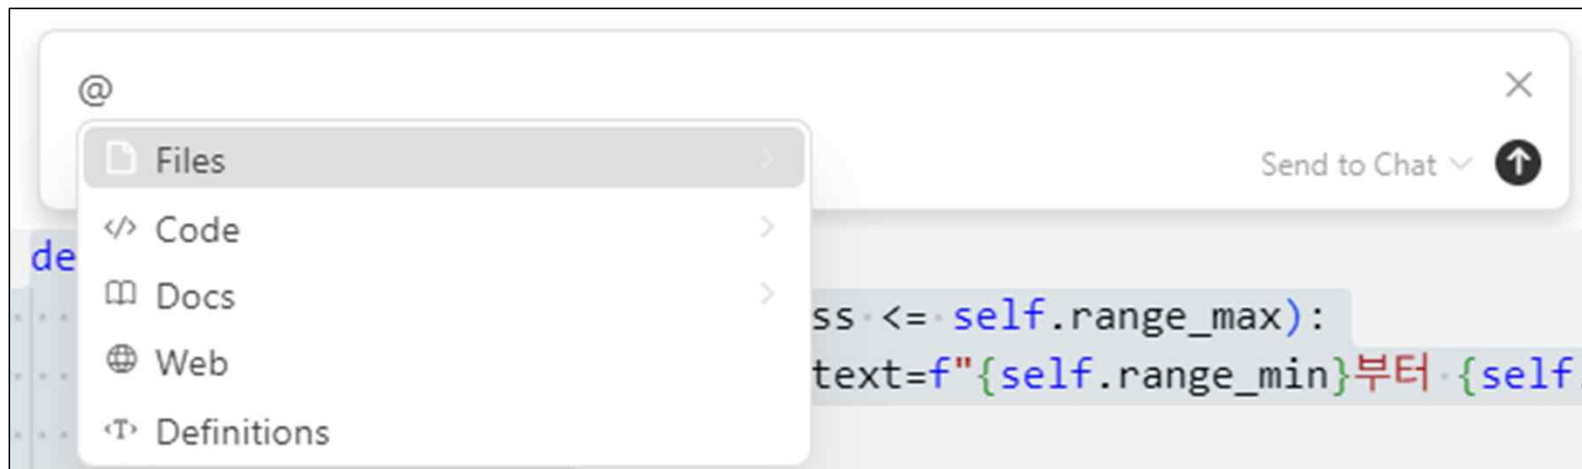 @
Files
Send to Chat
Code
de
Docs
ss <= self.range_max):
Web
text=f"{self.range_min}부터 {self.
Definitions